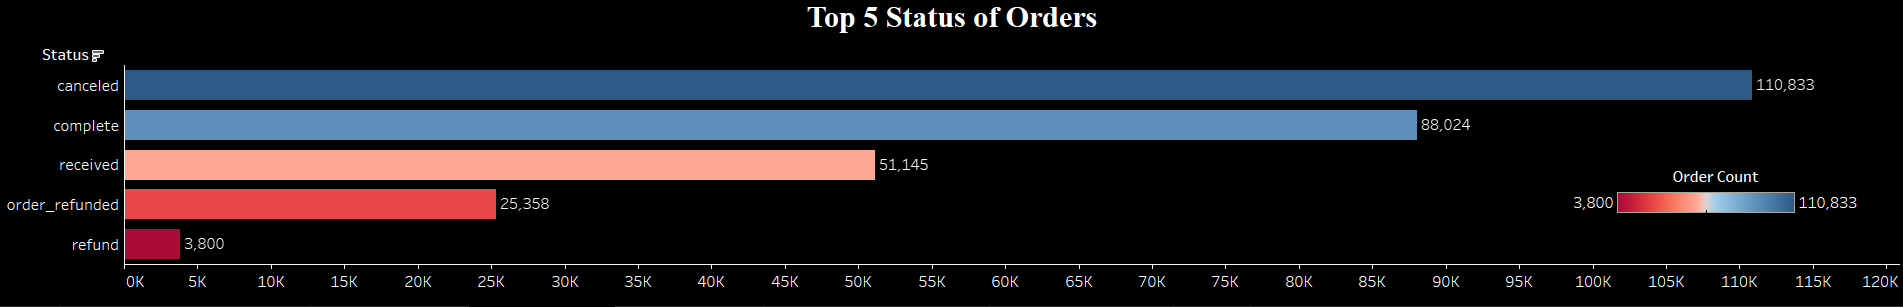 Top 5 Status of Orders
Status
canceled 110,833
complete 88,024
received 51,145
Order Count
order_refunded 25,358 3,800 110,833
refund 3,800
0K 5K 10K 15K 20K 25K 30K 35K 40K 45K 50K 55K 60K 65K 70K 75K 80K 85K 90K 95K 100K 105K 110K 115K 120K